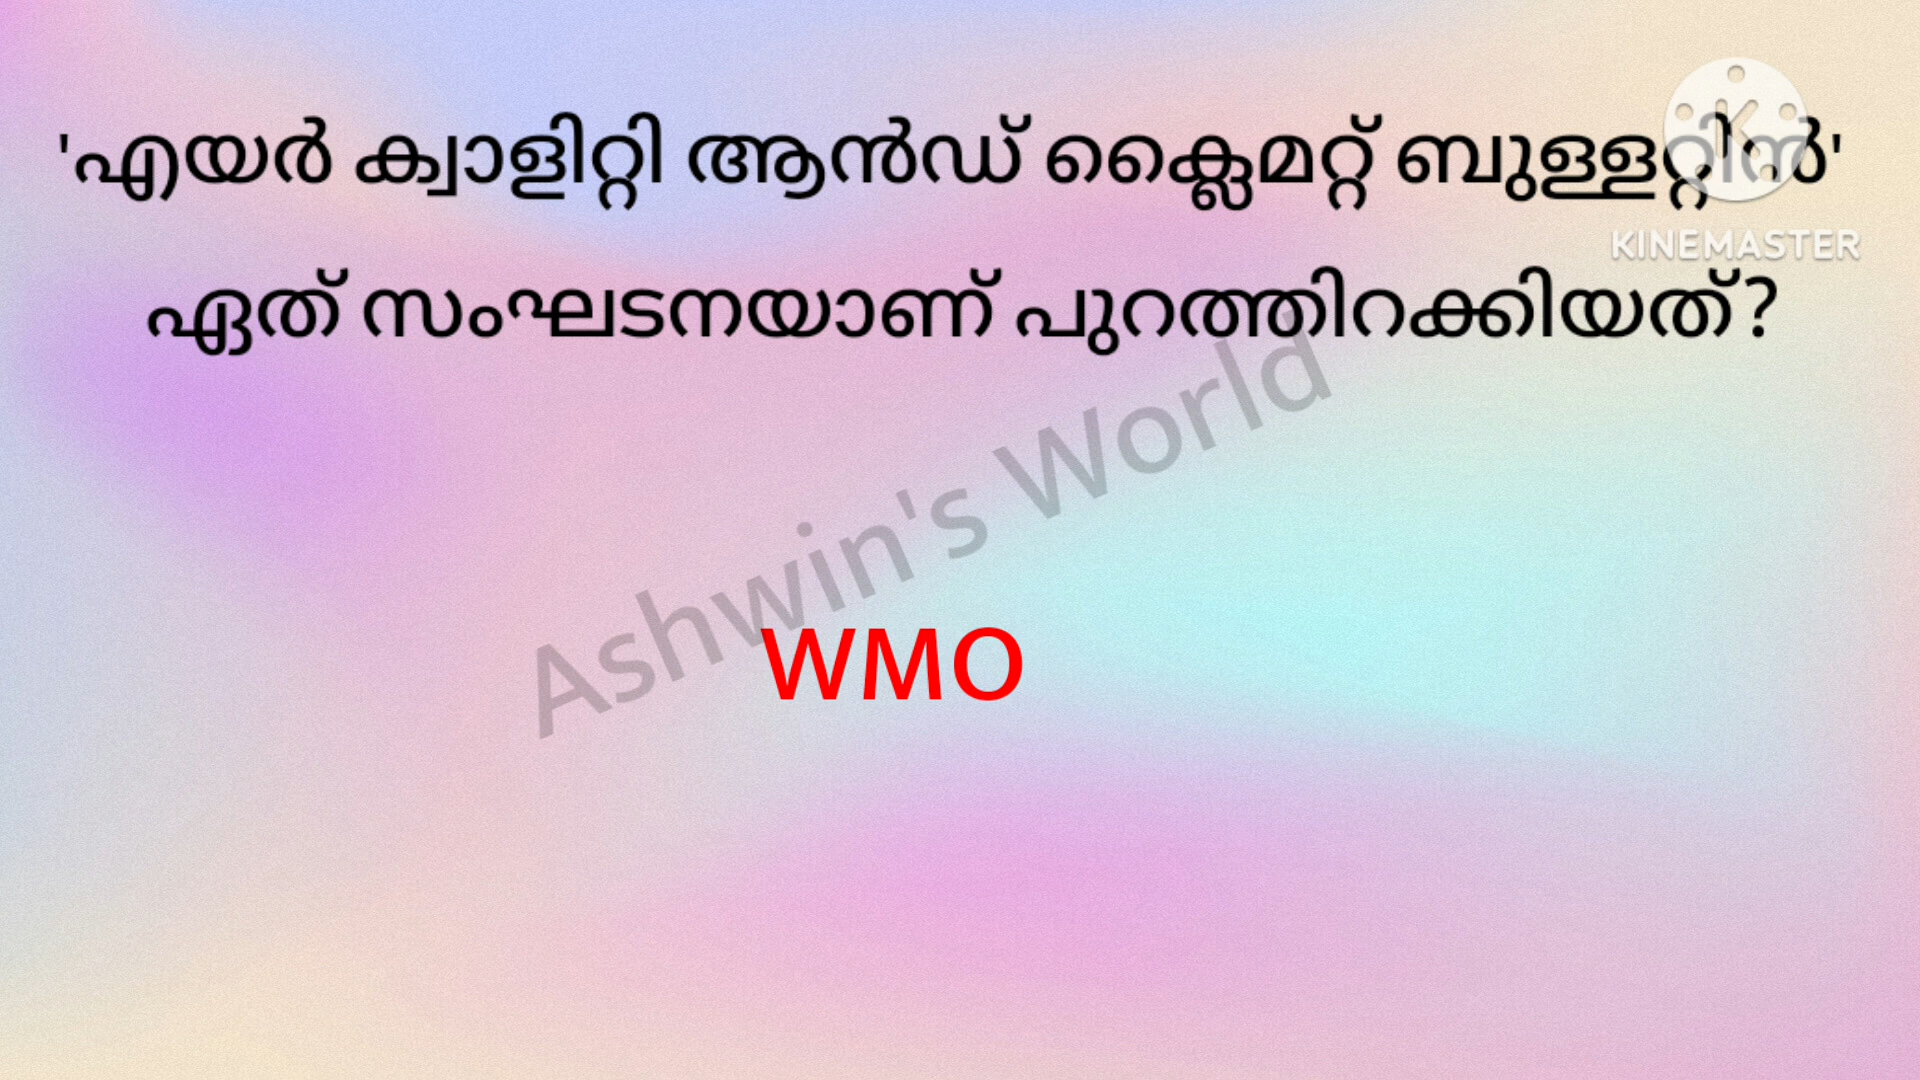 'എയർ ക്വാളിറ്റി ആൻഡ് ക്ലൈമറ്റ് ബുള്ളറ്റിൻ'
KINEMASTER
ഏത് സംഘടനയാണ് പുറത്തിറക്കിയത്?
Ashwin's World
WMO